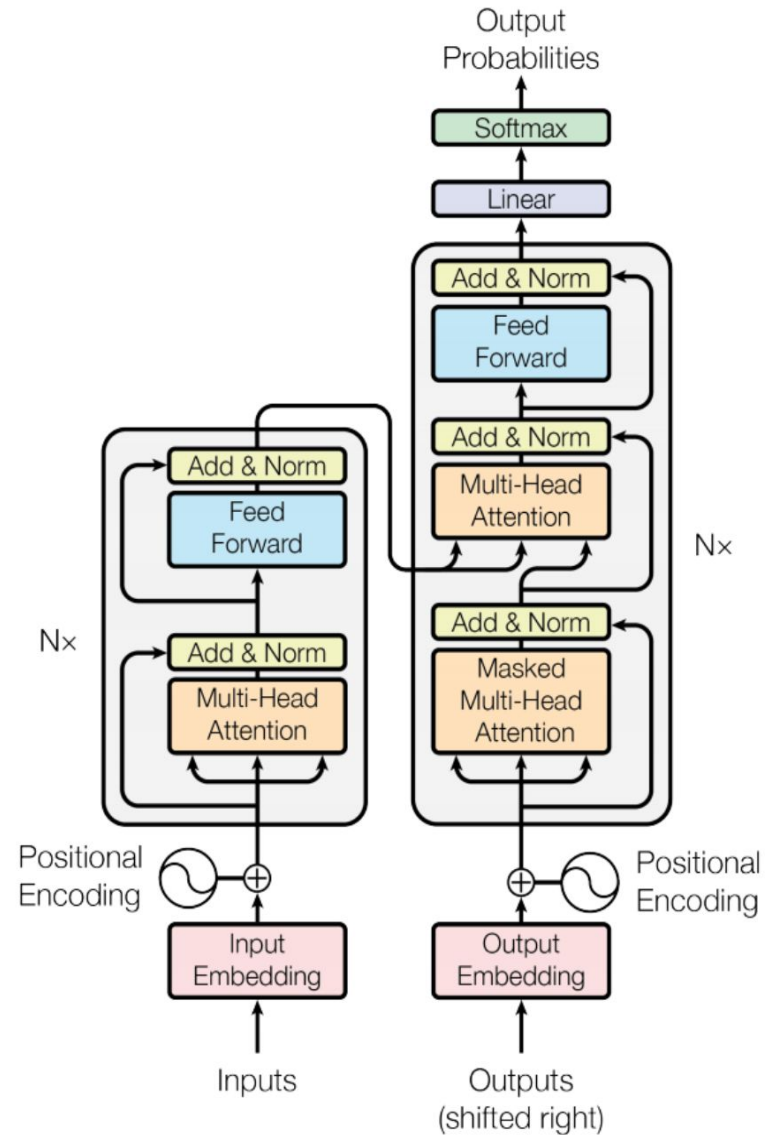 Output
Probabilities
Softmax
Linear
Add & Norm
Feed
Forward
Add & Norm
Multi-Head
Attention
Add & Norm
Masked
Multi-Head
Attention
N×
Add & Norm
Feed
Forward
Add & Norm
Multi-Head
Attention
N×
Positional
Encoding
Positional
Encoding
Input
Embedding
Output
Embedding
Inputs
Outputs
(shifted right)